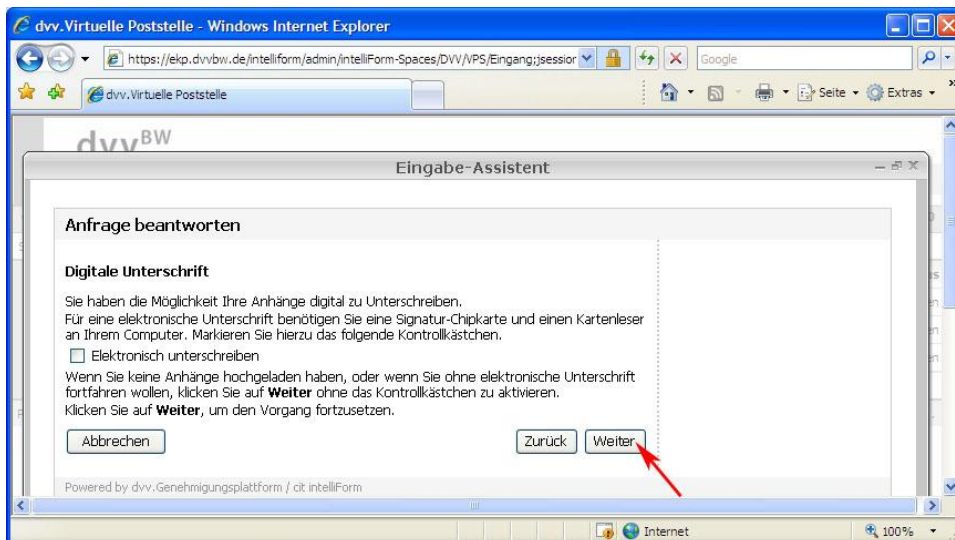 dvv.Virtuelle Poststelle - Windows Internet Explorer
https://ekp.dvvbw.de/intelliform/admin/intelliForm-Spaces/DVV/VPS/Eingang;jsession
Google
dvv.Virtuelle Poststelle
Seite
Extras
dvv BW
Eingabe-Assistent
Anfrage beantworten
Digitale Unterschrift
Sie haben die Möglichkeit Ihre Anhänge digital zu Unterschreiben.
Für eine elektronische Unterschrift benötigen Sie eine Signatur-Chipkarte und einen Kartenleser
an Ihrem Computer. Markieren Sie hierzu das folgende Kontrollkästchen.
Elektronisch unterschreiben
Wenn Sie keine Anhänge hochgeladen haben, oder wenn Sie ohne elektronische Unterschrift
fortfahren wollen, klicken Sie auf Weiter ohne das Kontrollkästchen zu aktivieren.
Klicken Sie auf Weiter, um den Vorgang fortzusetzen.
Abbrechen Zurück Weiter
Powered by dvv.Genehmigungsplattform / cit intelliForm
Internet
100%